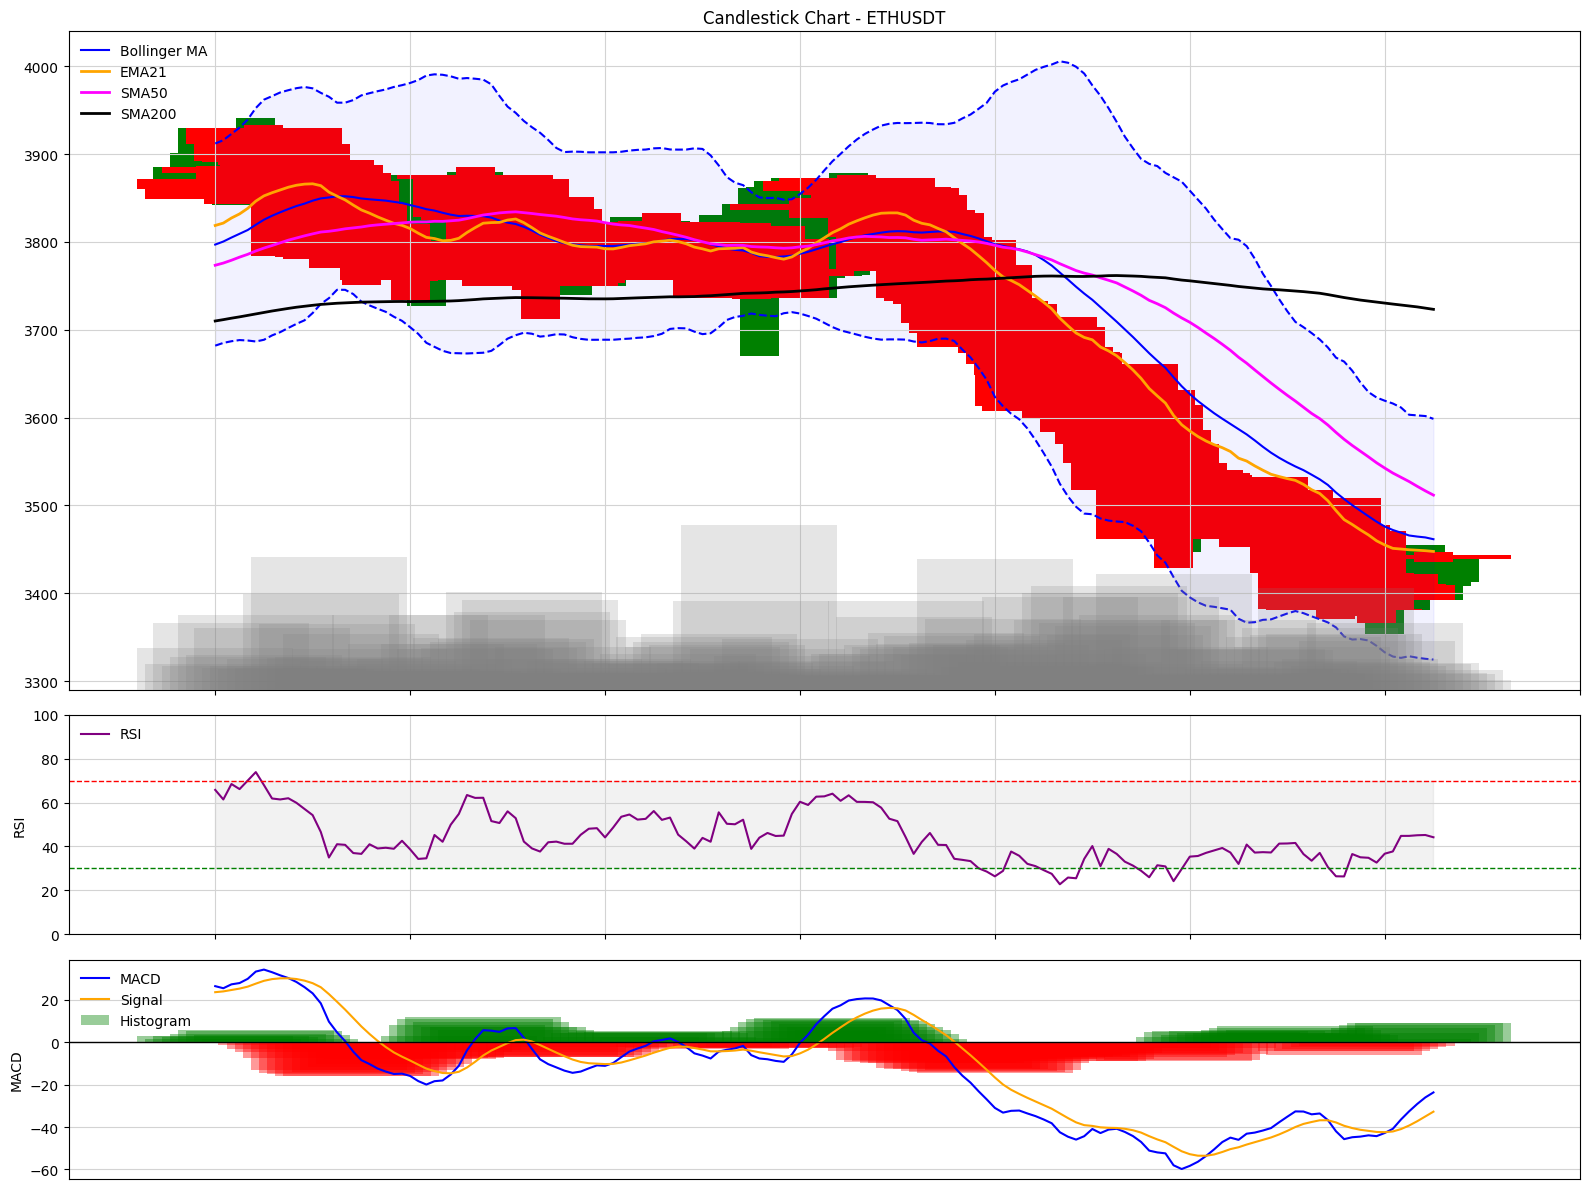 Candlestick Chart - ETHUSDT
Bollinger MA
EMA21
SMA50
SMA200
4000
3900
3800
3700
3600
3500
3400
3300
RSI
100
80
60
40
20
0
RSI
MACD
Signal
Histogram
20
0
−20
−40
−60
MACD